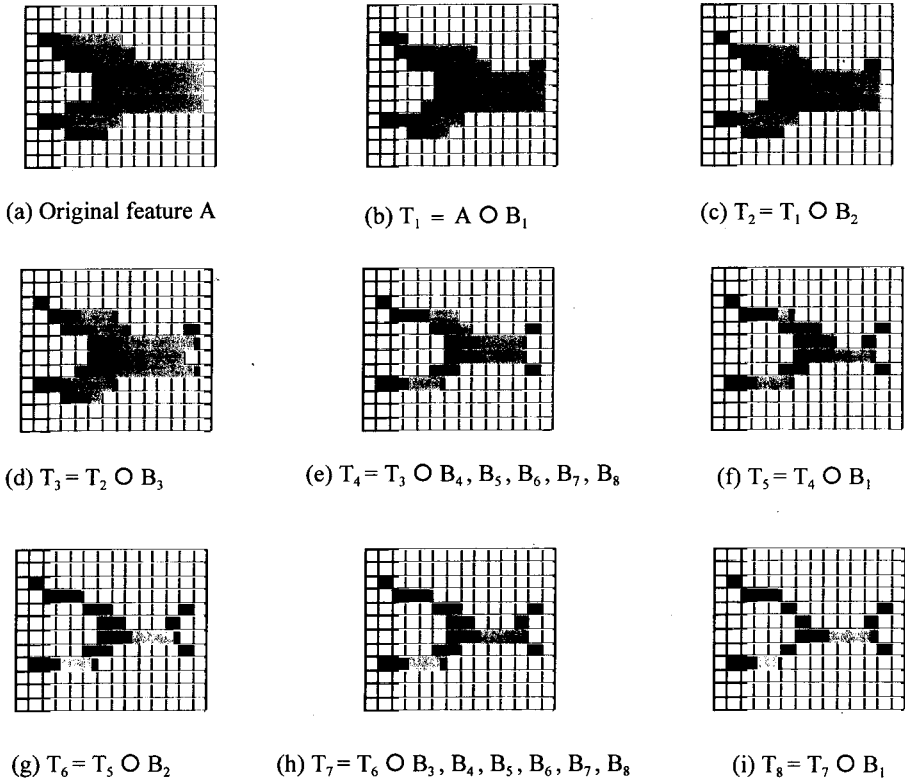 (a) Original feature A
(b) T₁ = A O B₁
(c) T₂ = T₁ O B₂
(d) T₃ = T₂ O B₃
(e) T₄ = T₃ O B₄, B₅, B₆, B₇, B₈
(f) T₅ = T₄ O B₁
(g) T₆ = T₅ O B₂
(h) T₇ = T₆ O B₃, B₄, B₅, B₆, B₇, B₈
(i) T₈ = T₇ O B₁